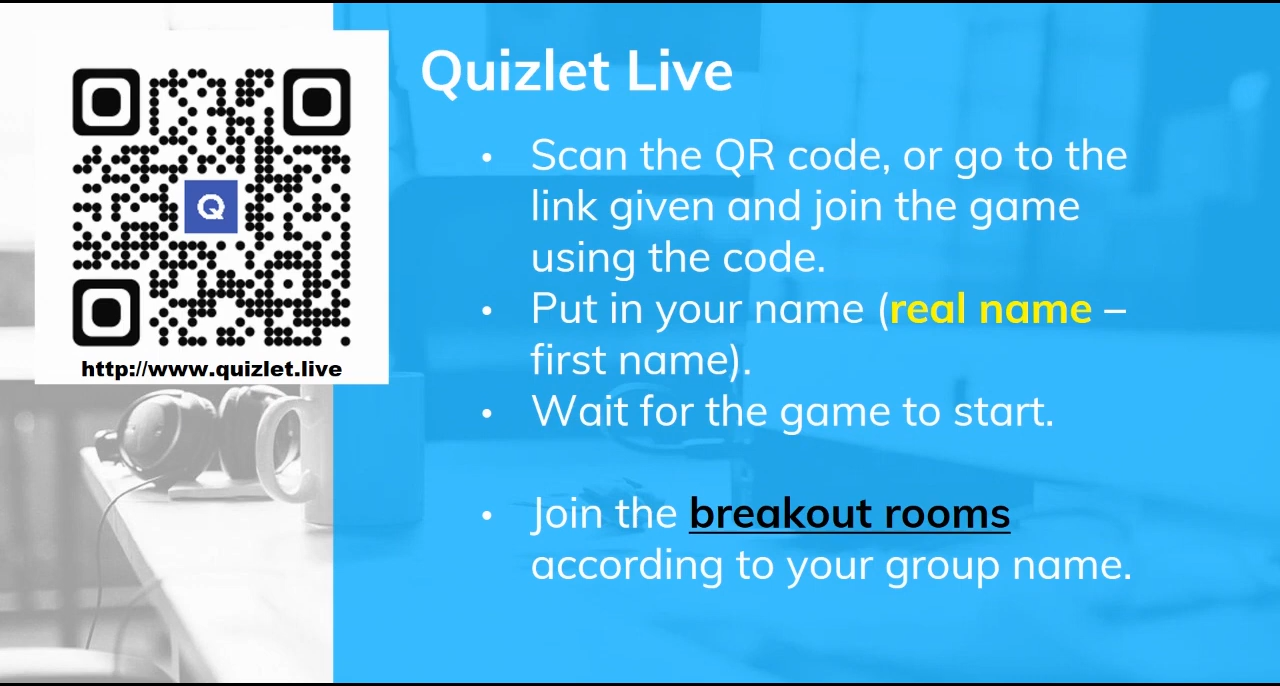 Q
http://www.quizlet.live
Quizlet Live
• Scan the QR code, or go to the
link given and join the game
using the code.
• Put in your name (real name –
first name).
• Wait for the game to start.
• Join the breakout rooms
according to your group name.